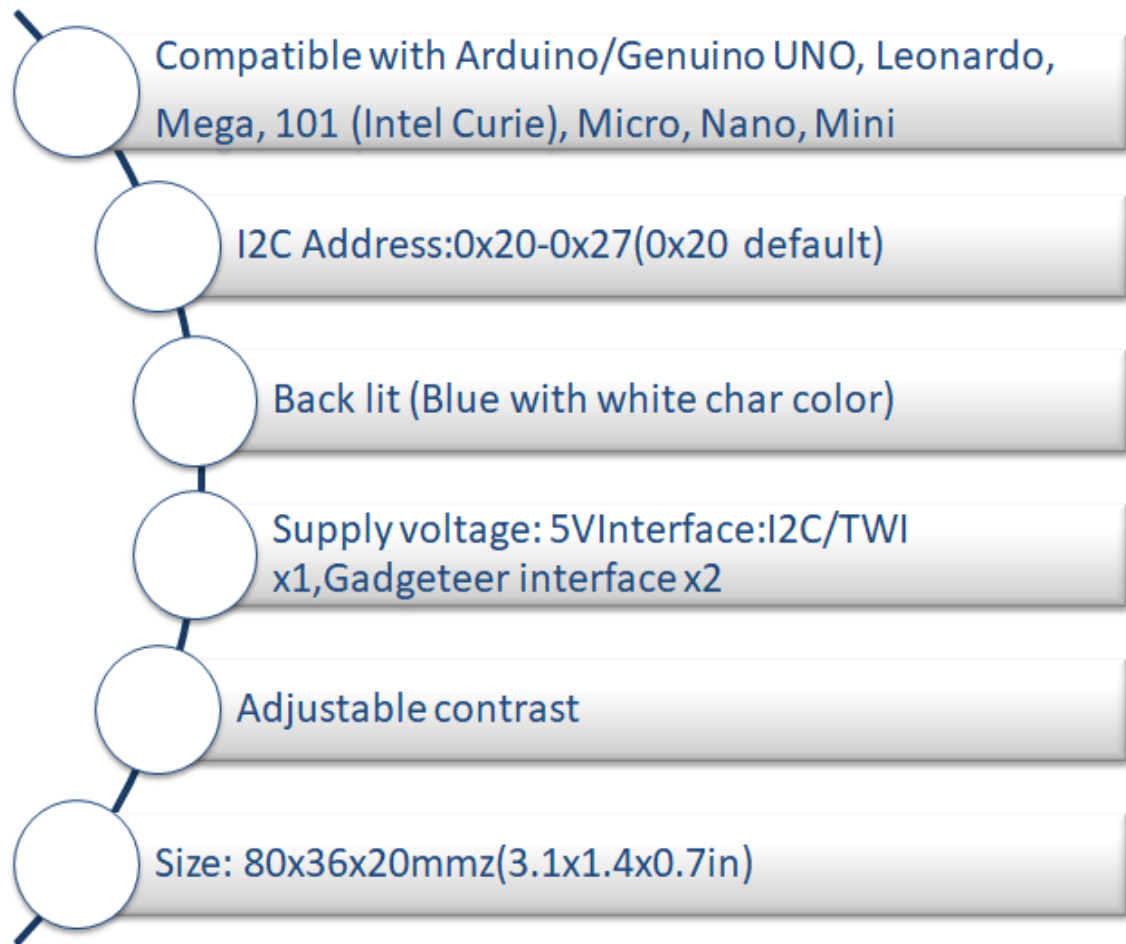 Compatible with Arduino/Genuino UNO, Leonardo,
Mega, 101 (Intel Curie), Micro, Nano, Mini
I2C Address:0x20-0x27(0x20 default)
Back lit (Blue with white char color)
Supply voltage: 5VInterface:I2C/TWI
x1,Gadgeteer interface x2
Adjustable contrast
Size: 80x36x20mmz(3.1x1.4x0.7in)